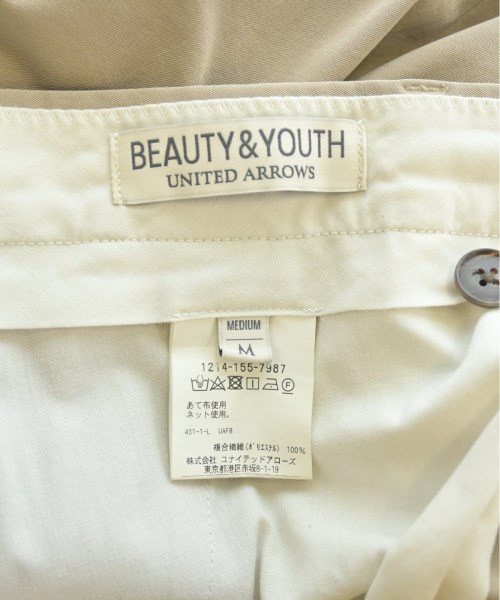 BEAUTY&YOUTH
UNITED ARROWS
MEDIUM
M
1214-155-7987
あて布使用
ネット使用。
431-1-L UAF8
複合繊維(ポリエステル) 100%
株式会社 ユナイテッドアローズ
東京都港区赤坂8-1-19